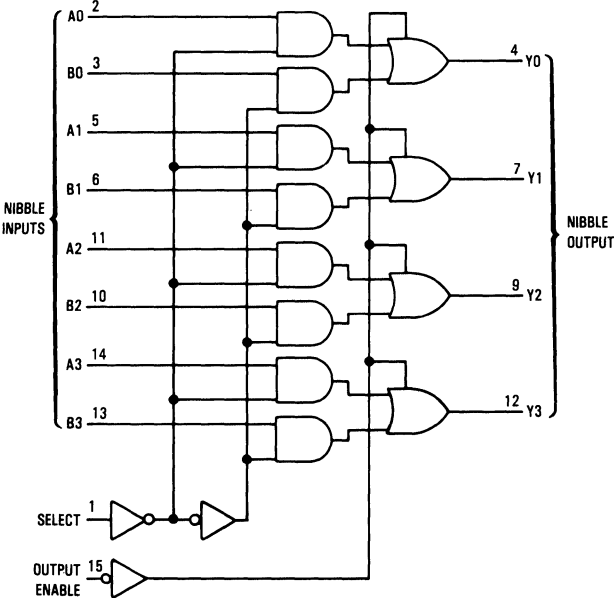 A0 2
B0 3
A1 5
B1 6
NIBBLE
INPUTS
A2 11
B2 10
A3 14
B3 13
SELECT 1
OUTPUT
ENABLE
15
4 Y0
7 Y1
NIBBLE
OUTPUT
9 Y2
12 Y3